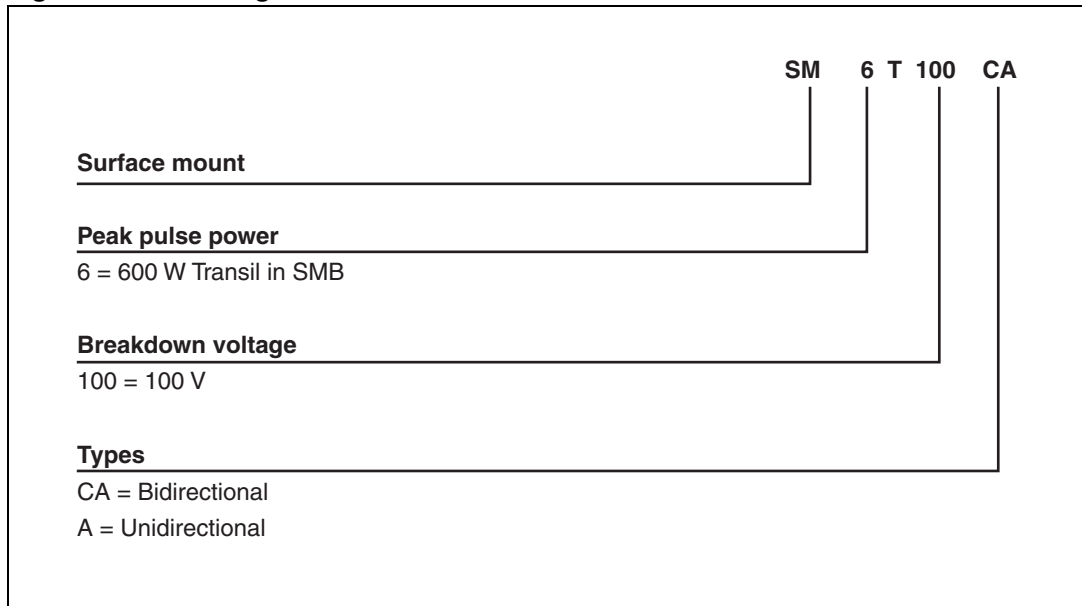 SM 6 T 100 CA
Surface mount
Peak pulse power
6 = 600 W Transil in SMB
Breakdown voltage
100 = 100 V
Types
CA = Bidirectional
A = Unidirectional